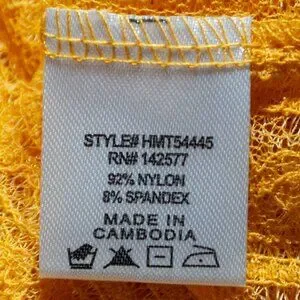 STYLE# HMT54445
RN# 142577
92% NYLON
8% SPANDEX
MADE IN
CAMBODIA